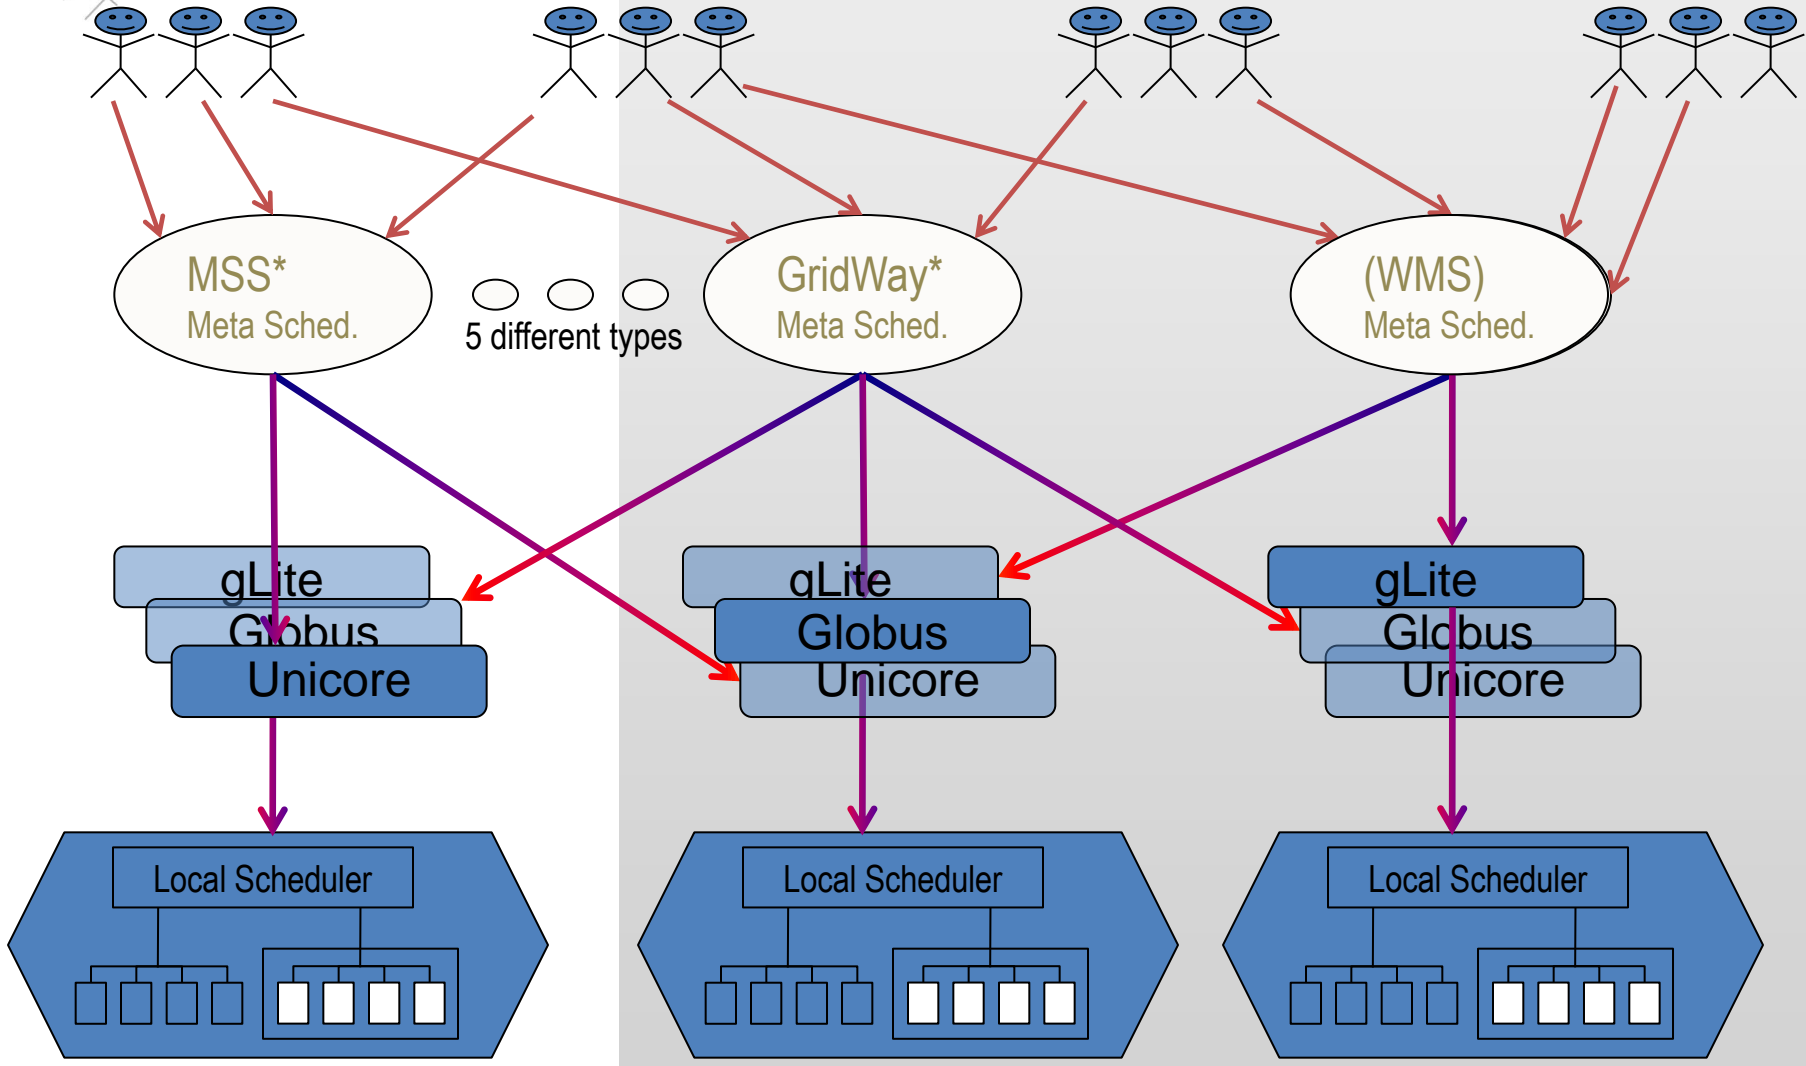 MSS*
Meta Sched.
5 different types
GridWay*
Meta Sched.
(WMS)
Meta Sched.
gLite
Globus
Unicore
gLite
Globus
Unicore
gLite
Globus
Unicore
Local Scheduler
Local Scheduler
Local Scheduler